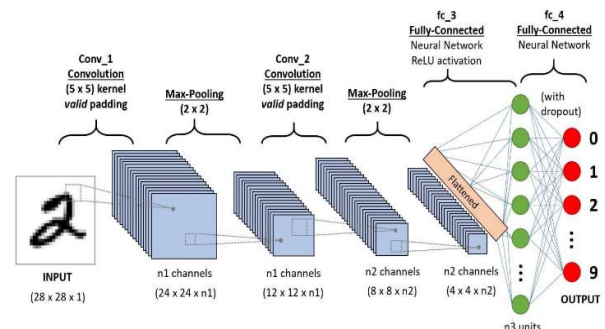 Conv_1
Convolution
(5 x 5) kernel
valid padding
Max-Pooling
(2 x 2)
Conv_2
Convolution
(5 x 5) kernel
valid padding
Max-Pooling
(2 x 2)
fc_3
Fully-Connected
Neural Network
ReLU activation
fc_4
Fully-Connected
Neural Network
(with
dropout)
Flattened
0
1
2
9
OUTPUT
2
INPUT
(28 x 28 x 1)
n1 channels
(24 x 24 x n1)
n1 channels
(12 x 12 x n1)
n2 channels
(8 x 8 x n2)
n2 channels
(4 x 4 x n2)
n3 units